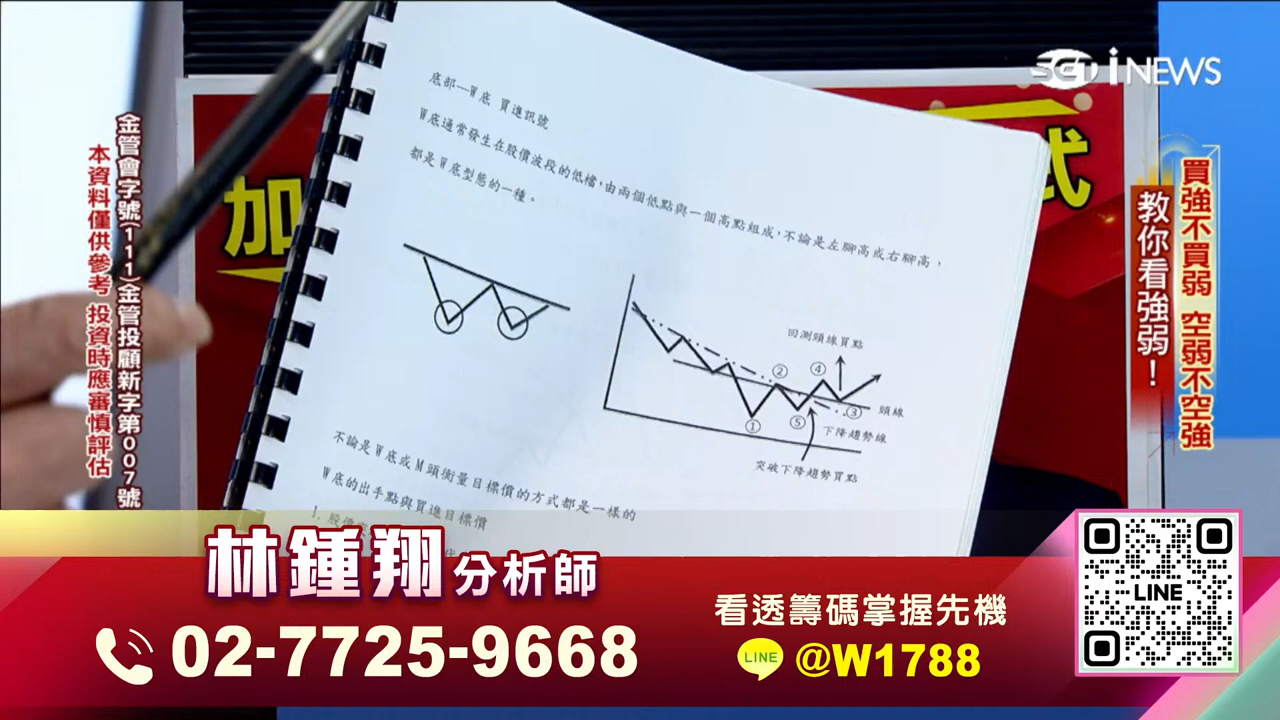 SET iNEWS
金管會字號(111)金管投顧新字第007號
本資料僅供參考 投資時應審慎評估
買強不買弱 空弱不空強
教你看強弱！
加
式
底部—W底 買進訊號
W底通常發生在股價波段的低檔，由兩個低點與一個高點組成，不論是左腳高或右腳高，
都是W底型態的一種。
回測頸線買點
②
④
③
頸線
①
⑤
下降趨勢線
突破下降趨勢買點
不論是W底或M頭衡量目標價的方式都是一樣的
W底的出手點與買進目標價
1. 股價
林鍾翔 分析師
02-7725-9668
看透籌碼掌握先機
LINE @W1788
LINE